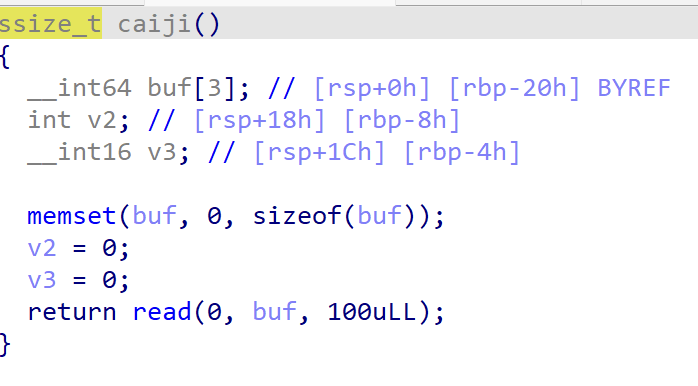 ssize_t caiji()
{
  __int64 buf[3]; // [rsp+0h] [rbp-20h] BYREF
  int v2; // [rsp+18h] [rbp-8h]
  __int16 v3; // [rsp+1Ch] [rbp-4h]
  memset(buf, 0, sizeof(buf));
  v2 = 0;
  v3 = 0;
  return read(0, buf, 100uLL);
}